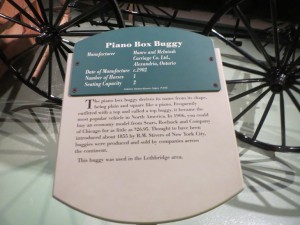 Piano Box Buggy
Manufacturer Munro and McIntosh
Carriage Co. Ltd.,
Alexandria, Ontario
Date of Manufacture c.1902
Number of Horses 1
Seating Capacity 2
The piano box buggy derives its name from its shape
being plain and square like a piano. Frequently
outfitted with a top and called a top buggy, it became the
most popular vehicle in North America. In 1908, you could
buy an economy model from Sears, Roebuck and Company
of Chicago for as little as Thought to have been
introduced about 1855 by R.M. Stivers of New York City,
buggies were produced and sold by companies across
the continent.
This buggy was used in the Lethbridge area.